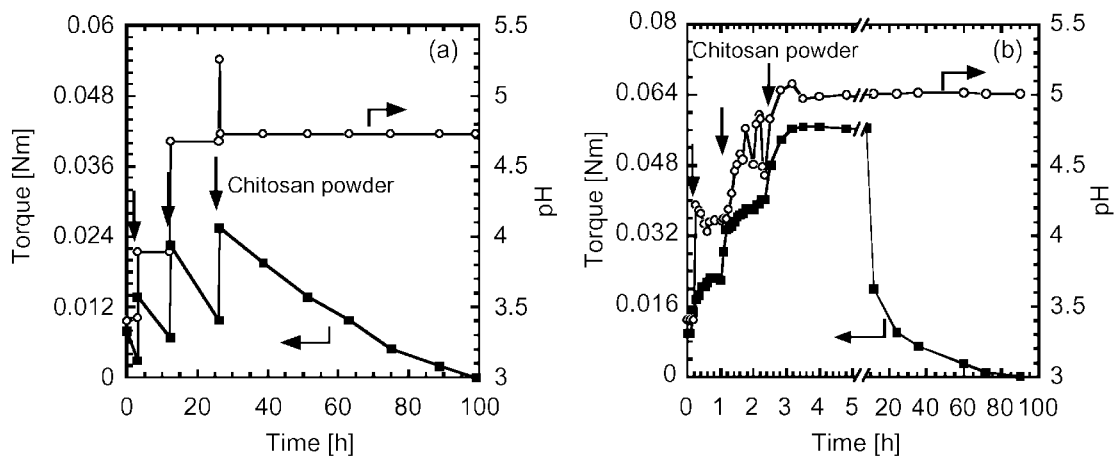 (a)
0.06
0.048
0.036
0.024
0.012
0
Torque [Nm]
5.5
5
4.5
4
3.5
3
pH
Chitosan powder
0 20 40 60 80 100
Time [h]
(b)
0.08
0.064
0.048
0.032
0.016
0
Torque [Nm]
5.5
5
4.5
4
3.5
3
pH
Chitosan powder
0 1 2 3 4 5 20 40 60 80 100
Time [h]